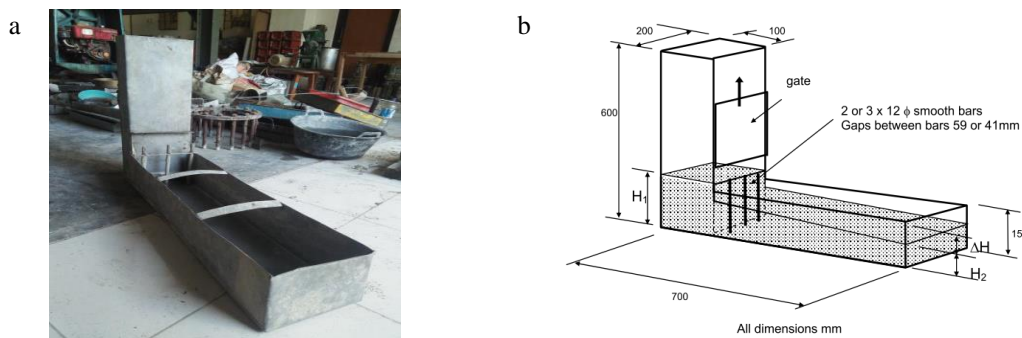 a
b
200
100
600
gate
2 or 3 x 12 ϕ smooth bars
Gaps between bars 59 or 41mm
H₁
15
ΔH
H₂
700
All dimensions mm